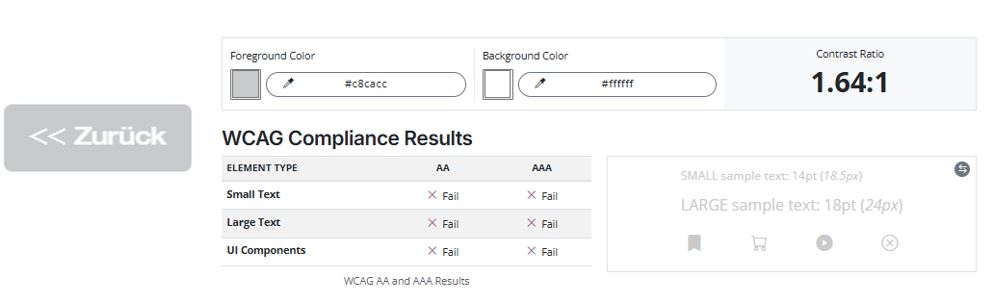 << Zurück
Foreground Color
#c8cacc
Background Color
#ffffff
Contrast Ratio
1.64:1
WCAG Compliance Results
ELEMENT TYPE AA AAA
Small Text Fail Fail
Large Text Fail Fail
UI Components Fail Fail
WCAG AA and AAA Results
SMALL sample text: 14pt (18.5px)
LARGE sample text: 18pt (24px)